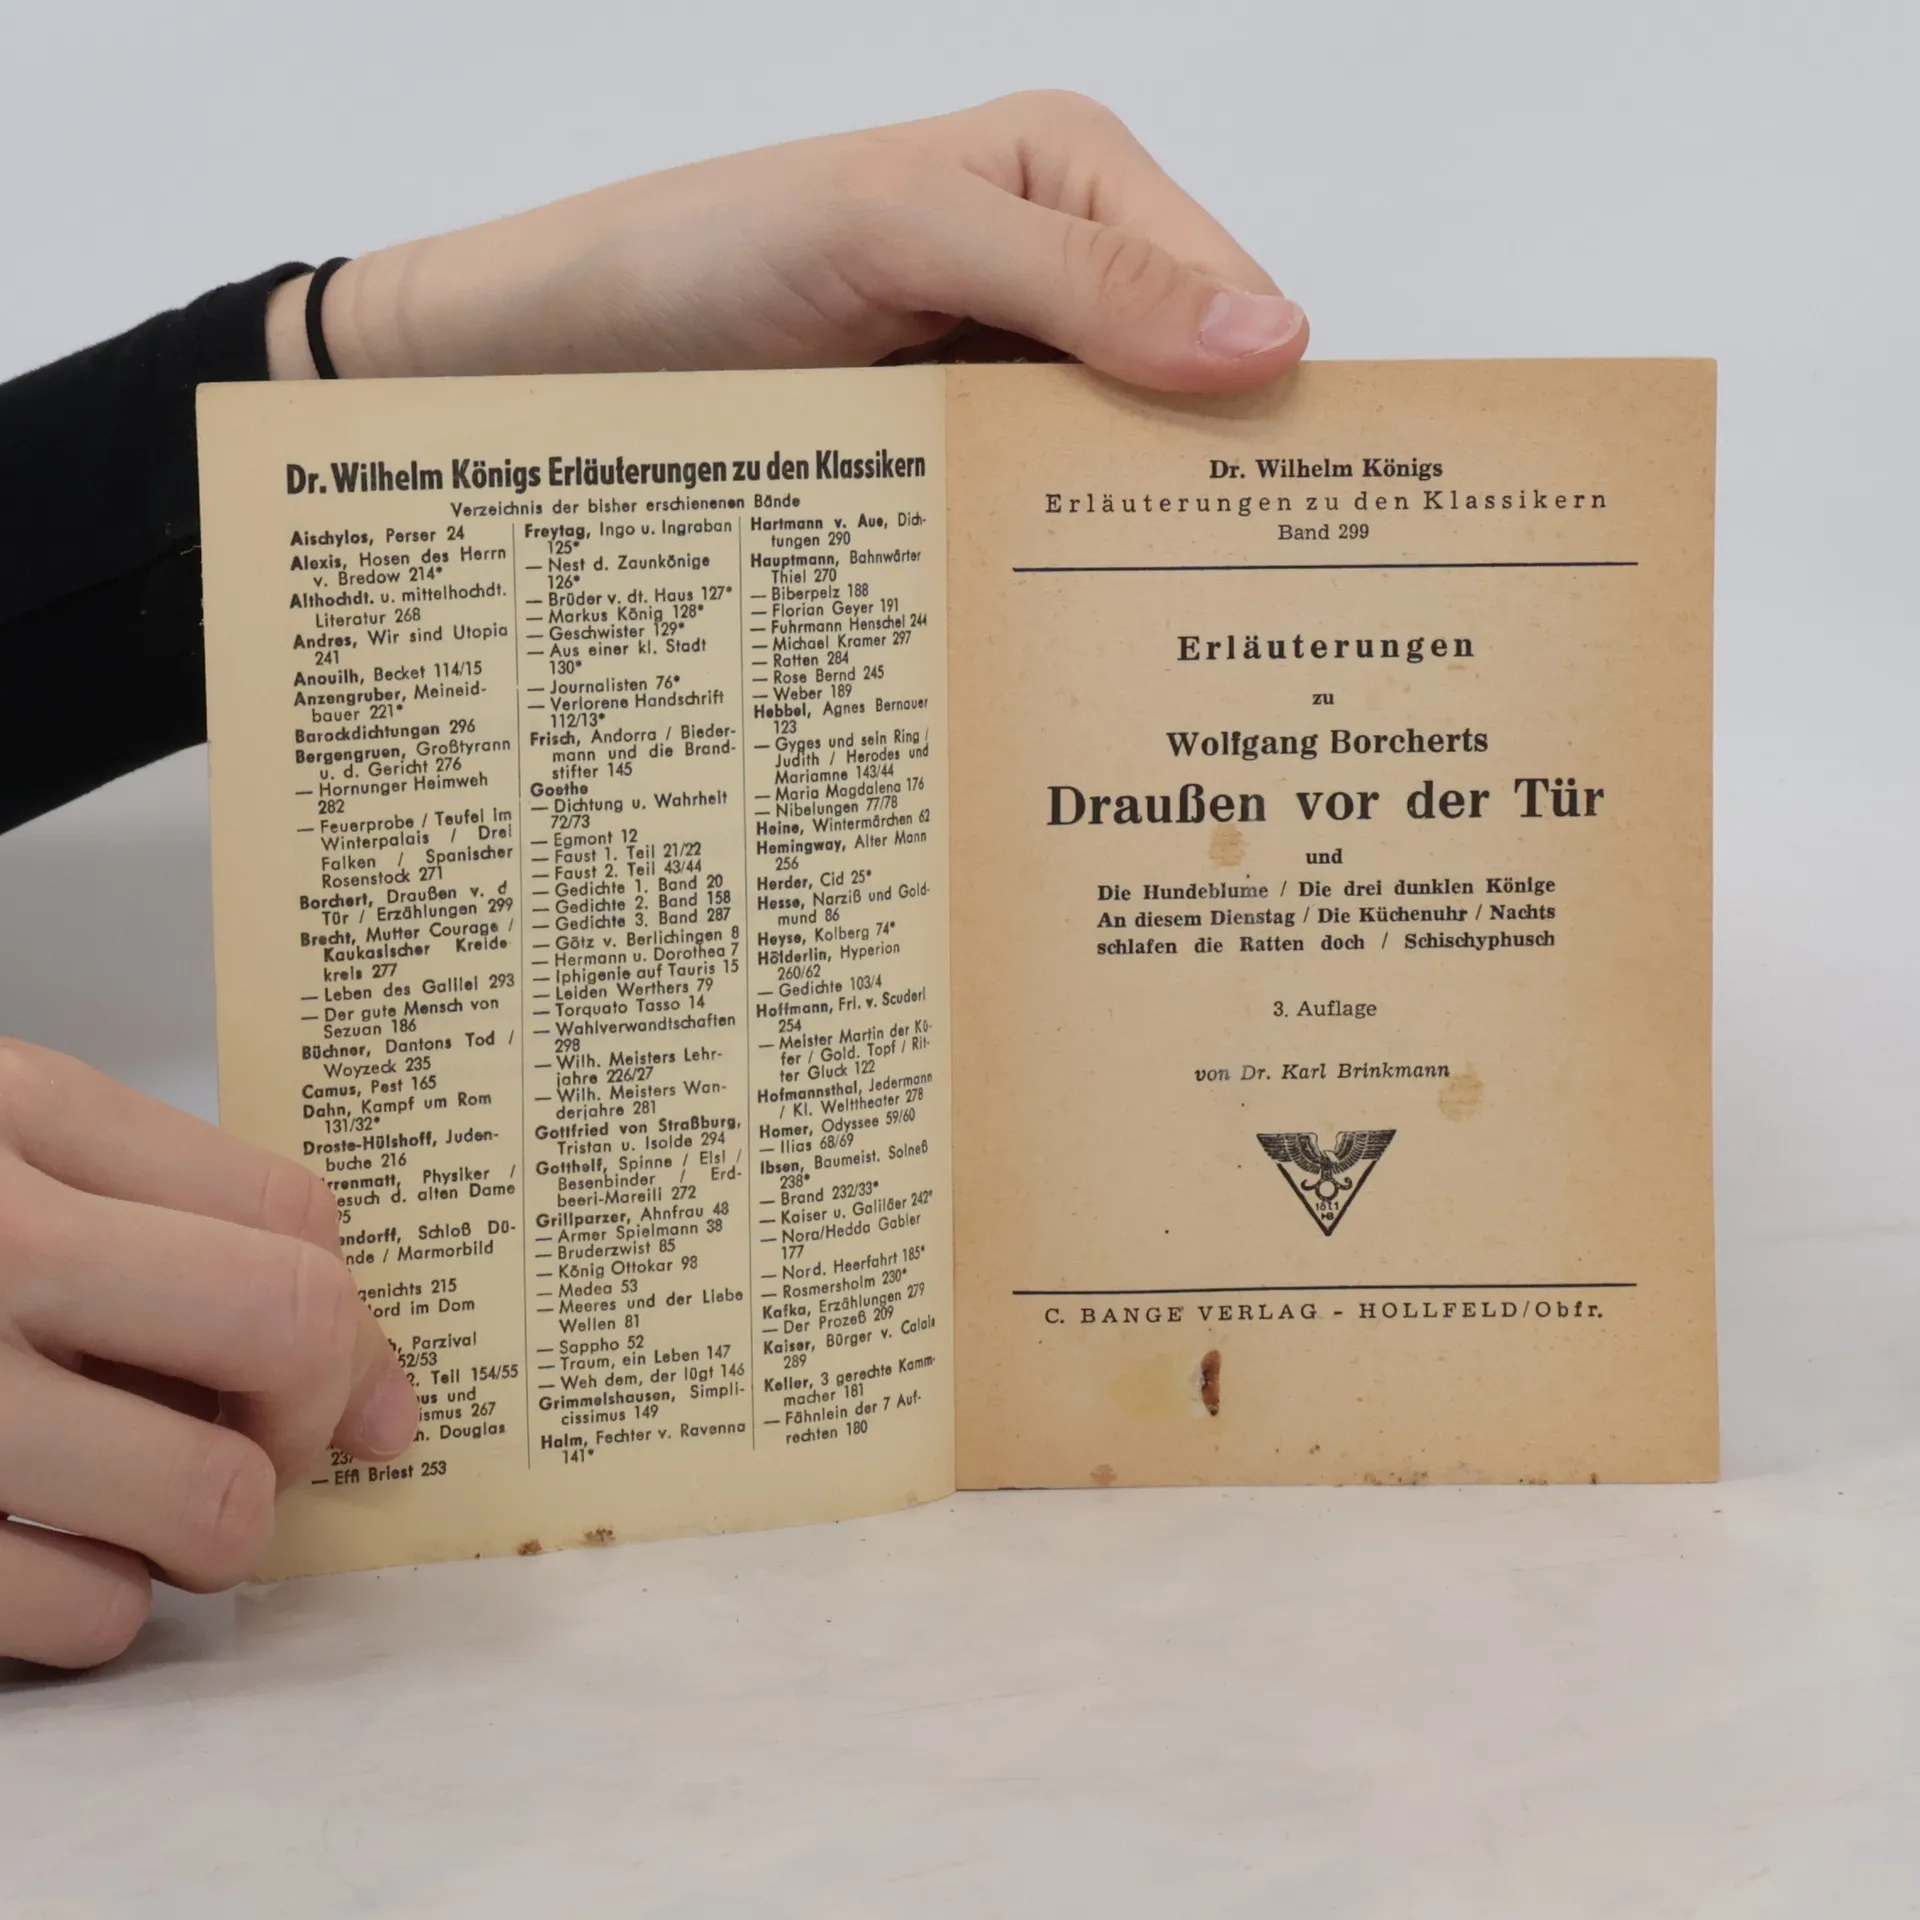 Dr. Wilhelm Königs Erläuterungen zu den Klassikern
Verzeichnis der bisher erschienenen Bände
Aischylos, Perser 24
Alexis, Hosen des Herrn
v. Bredow 214*
Althochdt. u. mittelhochdt.
Literatur 268
Andres, Wir sind Utopia
241
Anouilh, Becket 114/15
Anzengruber, Meineid-
bauer 221*
Barockdichtungen 296
Bergengruen, Großtyrann
u. d. Gericht 276
— Hornunger Heimweh
282
— Feuerprobe / Teufel im
Winterpalais / Drei
Falken / Spanischer
Rosenstock 271
Borchert, Draußen v. d
Tür / Erzählungen 299
Brecht, Mutter Courage /
Kaukasischer Kreide-
kreis 277
— Leben des Galilei 293
— Der gute Mensch von
Sezuan 186
Büchner, Dantons Tod /
Woyzeck 235
Camus, Pest 165
Dahn, Kampf um Rom
131/32*
Droste-Hülshoff, Juden-
buche 216
rrenmatt, Physiker /
esuch d. alten Dame
95
endorff, Schloß Dü-
nde / Marmorbild
genichts 215
ord im Dom
Parzival
52/53
2. Teil 154/55
us und
ismus 267
Douglas
237
— Effi Briest 253
Freytag, Ingo u. Ingraban
125*
— Nest d. Zaunkönige
126*
— Brüder v. dt. Haus 127*
— Markus König 128*
— Geschwister 129*
— Aus einer kl. Stadt
130*
— Journalisten 76*
— Verlorene Handschrift
112/13*
Frisch, Andorra / Bieder-
mann und die Brand-
stifter 145
Goethe
— Dichtung u. Wahrheit
72/73
— Egmont 12
— Faust 1. Teil 21/22
— Faust 2. Teil 43/44
— Gedichte 1. Band 20
— Gedichte 2. Band 158
— Gedichte 3. Band 287
— Götz v. Berlichingen 8
— Hermann u. Dorothea 7
— Iphigenie auf Tauris 15
— Leiden Werthers 79
— Torquato Tasso 14
— Wahlverwandtschaften
298
— Wilh. Meisters Lehr-
jahre 226/27
— Wilh. Meisters Wan-
derjahre 281
Gottfried von Straßburg,
Tristan u. Isolde 294
Gotthelf, Spinne / Elsi /
Besenbinder / Erd-
beeri-Mareili 272
Grillparzer, Ahnfrau 48
— Armer Spielmann 38
— Bruderzwist 85
— König Ottokar 98
— Medea 53
— Meeres und der Liebe
Wellen 81
— Sappho 52
— Traum, ein Leben 147
— Weh dem, der lügt 146
Grimmelshausen, Simpli-
cissimus 149
Halm, Fechter v. Ravenna
141*
Hartmann v. Aue, Dich-
tungen 290
Hauptmann, Bahnwärter
Thiel 270
— Biberpelz 188
— Florian Geyer 191
— Fuhrmann Henschel 244
— Michael Kramer 297
— Ratten 284
— Rose Bernd 245
— Weber 189
Hebbel, Agnes Bernauer
123
— Gyges und sein Ring /
Judith / Herodes und
Mariamne 143/44
— Maria Magdalena 176
— Nibelungen 77/78
Heine, Wintermärchen 62
Hemingway, Alter Mann
256
Herder, Cid 25*
Hesse, Narziß und Gold-
mund 86
Heyse, Kolberg 74*
Hölderlin, Hyperion
260/62
— Gedichte 103/4
Hoffmann, Frl. v. Scuderi
254
— Meister Martin der Kü-
fer / Gold. Topf / Rit-
ter Gluck 122
Hofmannsthal, Jedermann
/ Kl. Welttheater 278
Homer, Odyssee 59/60
— Ilias 68/69
Ibsen, Baumeist. Solneß
238*
— Brand 232/33*
— Kaiser u. Galiläer 242*
— Nora/Hedda Gabler
177
— Nord. Heerfahrt 185*
— Rosmersholm 230*
Kafka, Erzählungen 279
— Der Prozeß 209
Kaiser, Bürger v. Calais
289
Keller, 3 gerechte Kamm-
macher 181
— Fähnlein der 7 Auf-
rechten 180
Dr. Wilhelm Königs
Erläuterungen zu den Klassikern
Band 299
Erläuterungen
zu
Wolfgang Borcherts
Draußen vor der Tür
und
Die Hundeblume / Die drei dunklen Könige
An diesem Dienstag / Die Küchenuhr / Nachts
schlafen die Ratten doch / Schischyphusch
3. Auflage
von Dr. Karl Brinkmann
1871
B
C. BANGE VERLAG - HOLLFELD/Obfr.